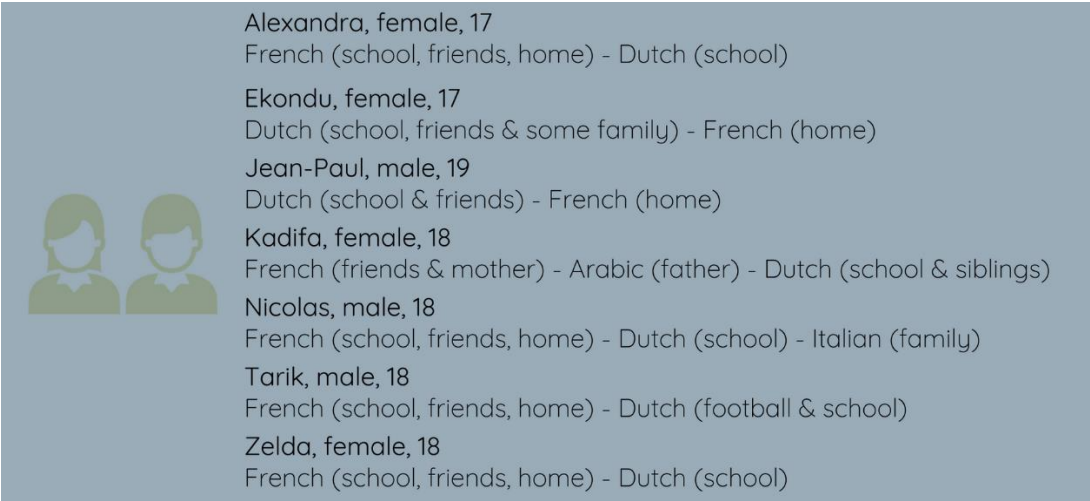 Alexandra, female, 17
French (school, friends, home) - Dutch (school)
Ekondu, female, 17
Dutch (school, friends & some family) - French (home)
Jean-Paul, male, 19
Dutch (school & friends) - French (home)
Kadifa, female, 18
French (friends & mother) - Arabic (father) - Dutch (school & siblings)
Nicolas, male, 18
French (school, friends, home) - Dutch (school) - Italian (family)
Tarik, male, 18
French (school, friends, home) - Dutch (football & school)
Zelda, female, 18
French (school, friends, home) - Dutch (school)